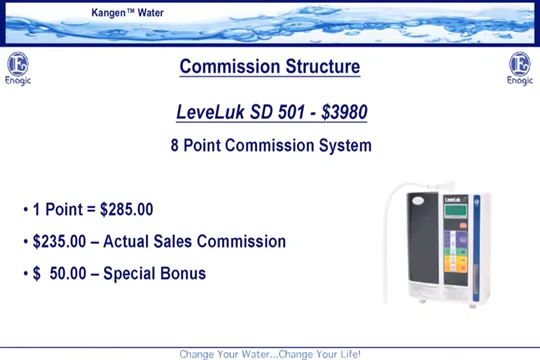 Kangen™ Water
Enagic
Enagic
Commission Structure
LeveLuk SD 501 - $3980
8 Point Commission System
• 1 Point = $285.00
• $235.00 – Actual Sales Commission
• $ 50.00 – Special Bonus
LeveLuk
Change Your Water...Change Your Life!